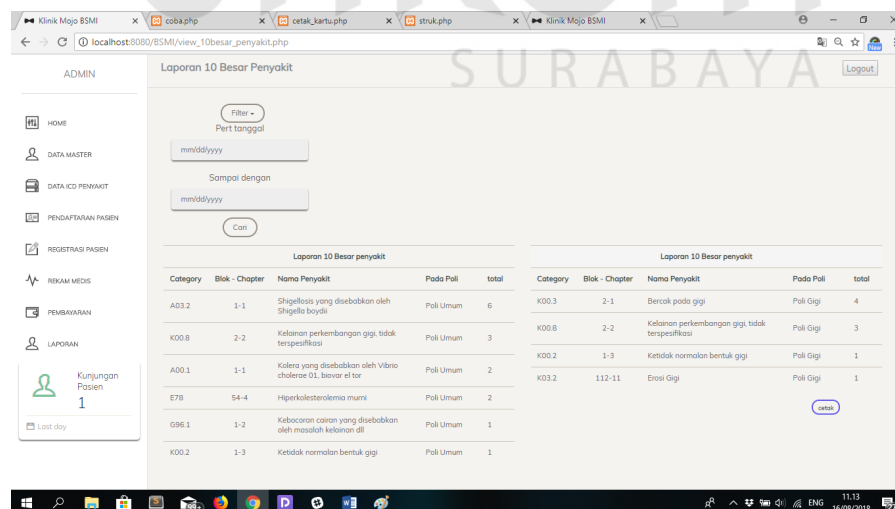 Klinik Mojo BSMI
coba.php
cetak_kartu.php
struk.php
Klinik Mojo BSMI
localhost:8080/BSMI/view_10besar_penyakit.php
New
SURABAYA
ADMIN
Laporan 10 Besar Penyakit
Logout
HOME
DATA MASTER
DATA ICD PENYAKIT
PENDAFTARAN PASIEN
REGISTRASI PASIEN
REKAM MEDIS
PEMBAYARAN
LAPORAN
Kunjungan
Pasien
1
Last day
Filter
Pert tanggal
mm/dd/yyyy
Sampai dengan
mm/dd/yyyy
Cari
Laporan 10 Besar penyakit
Category Blok - Chapter Nama Penyakit Pada Poli total
A03.2 1-1 Shigellosis yang disebabkan oleh Shigella boydii Poli Umum 6
K00.8 2-2 Kelainan perkembangan gigi, tidak terspesifikasi Poli Umum 3
A00.1 1-1 Kolera yang disebabkan oleh Vibrio cholerae 01, biovar el tor Poli Umum 2
E78 54-4 Hiperkolesterolemia murni Poli Umum 2
G96.1 1-2 Kebocoran cairan yang disebabkan oleh masalah kelainan dll Poli Umum 1
K00.2 1-3 Ketidak normalan bentuk gigi Poli Umum 1
Laporan 10 Besar penyakit
Category Blok - Chapter Nama Penyakit Pada Poli total
K00.3 2-1 Bercak pada gigi Poli Gigi 4
K00.8 2-2 Kelainan perkembangan gigi, tidak terspesifikasi Poli Gigi 3
K00.2 1-3 Ketidak normalan bentuk gigi Poli Gigi 1
K03.2 112-11 Erosi Gigi Poli Gigi 1
cetak
99+
ENG
11.13
16/08/2018